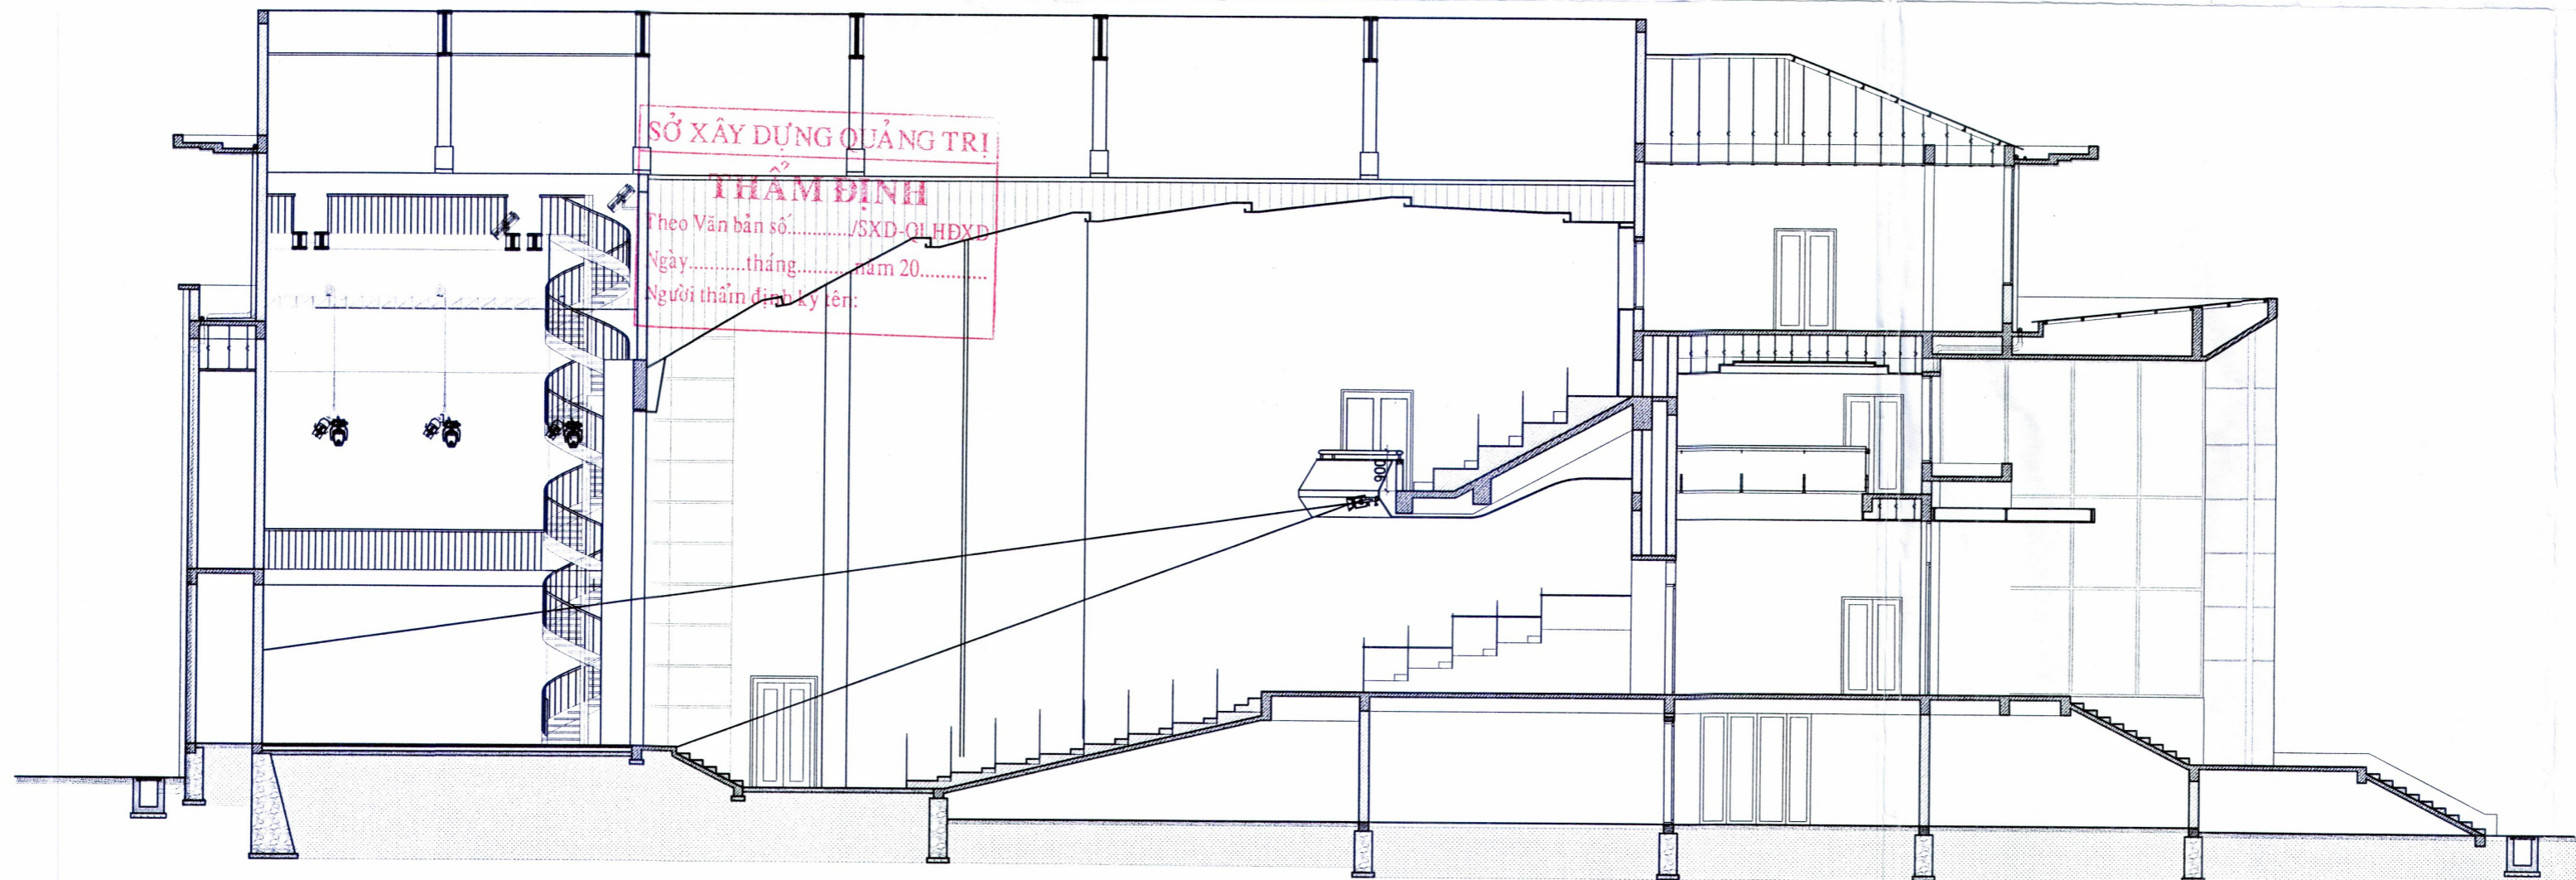 SỞ XÂY DỰNG QUẢNG TRỊ
THẨM ĐỊNH
Theo Văn bản số............/SXD-QLHĐXD
Ngày..........tháng..........năm 20............
Người thẩm định ký tên:
900